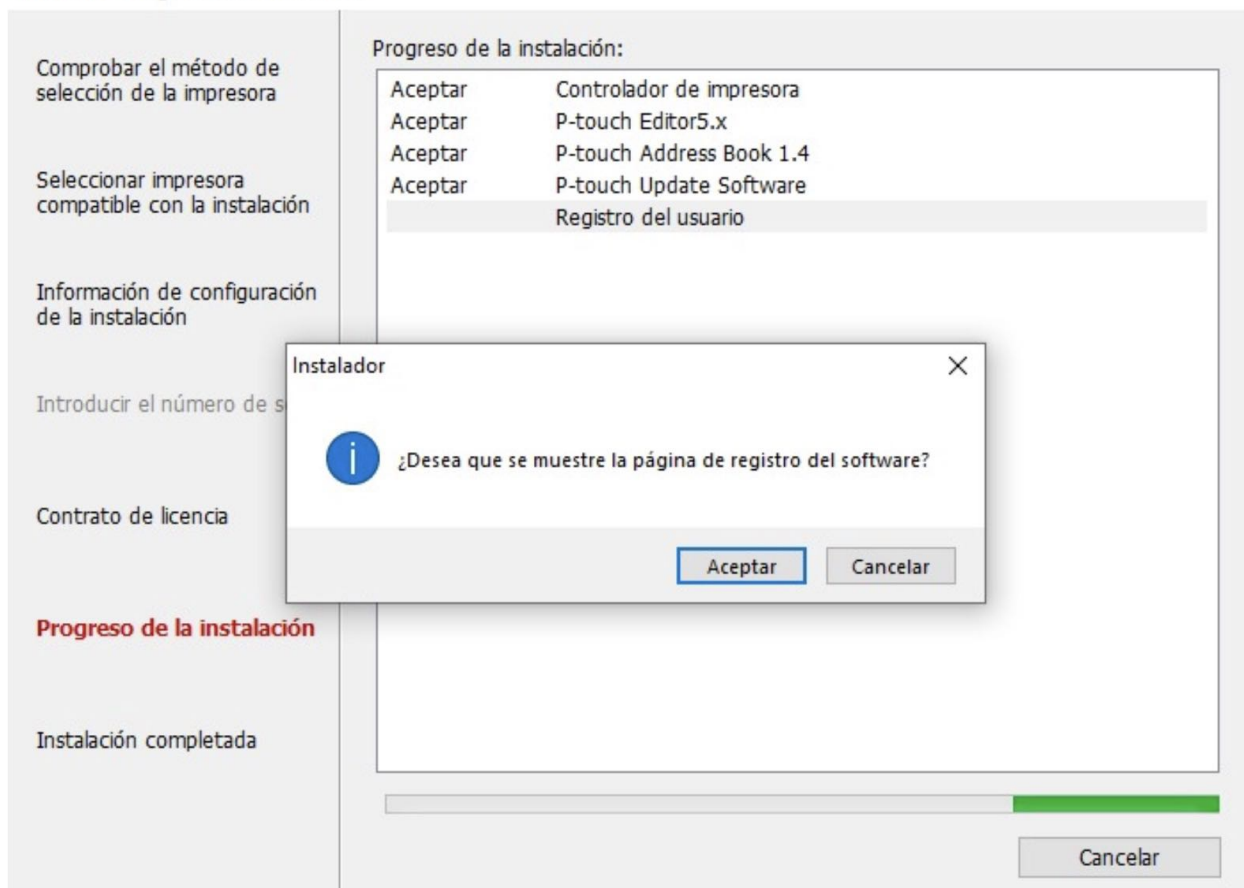 Comprobar el método de
selección de la impresora
Seleccionar impresora
compatible con la instalación
Información de configuración
de la instalación
Introducir el número de
Contrato de licencia
Progreso de la instalación
Instalación completada
Progreso de la instalación:
Aceptar Controlador de impresora
Aceptar P-touch Editor5.x
Aceptar P-touch Address Book 1.4
Aceptar P-touch Update Software
Registro del usuario
Instalador
¿Desea que se muestre la página de registro del software?
Aceptar Cancelar
Cancelar